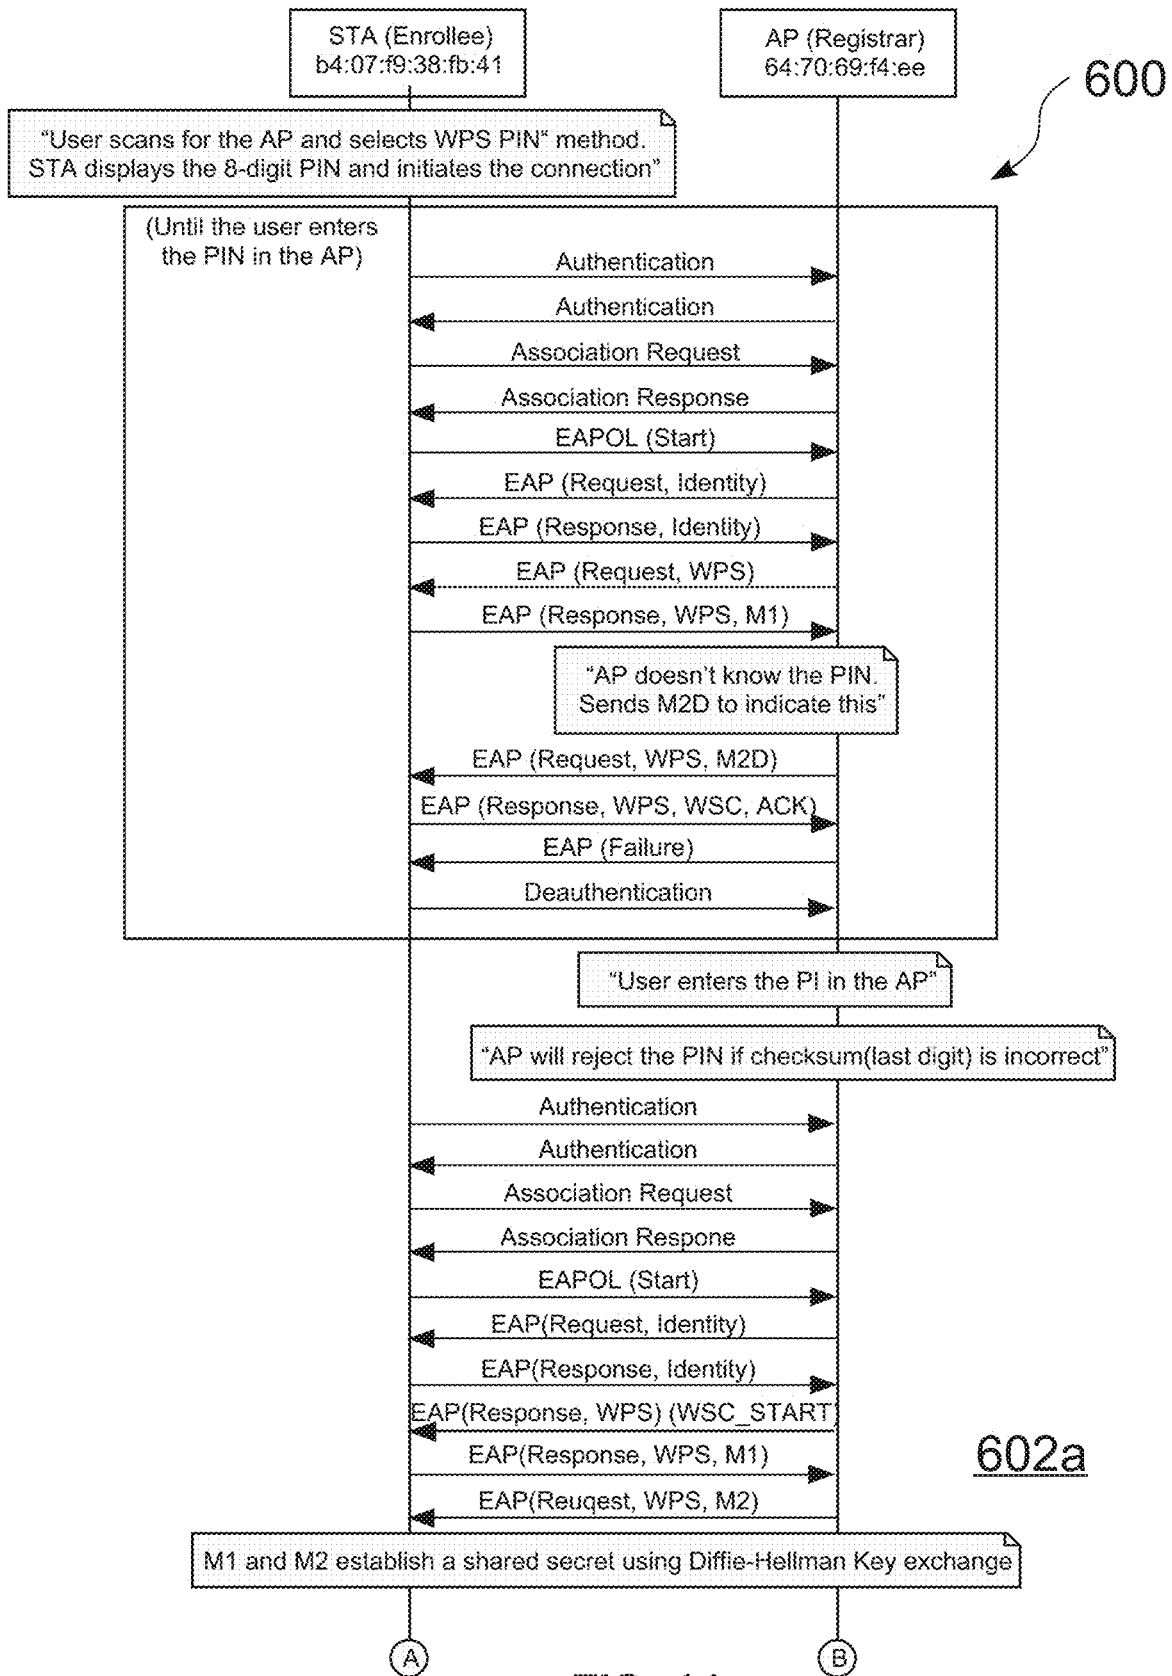 STA (Enrollee)
b4:07:f9:38:fb:41
AP (Registrar)
64:70:69:f4:ee
600
“User scans for the AP and selects WPS PIN“ method.
STA displays the 8-digit PIN and initiates the connection”
(Until the user enters
the PIN in the AP)
Authentication
Authentication
Association Request
Association Response
EAPOL (Start)
EAP (Request, Identity)
EAP (Response, Identity)
EAP (Request, WPS)
EAP (Response, WPS, M1)
“AP doesn’t know the PIN.
Sends M2D to indicate this”
EAP (Request, WPS, M2D)
EAP (Response, WPS, WSC, ACK)
EAP (Failure)
Deauthentication
“User enters the PI in the AP”
“AP will reject the PIN if checksum(last digit) is incorrect”
Authentication
Authentication
Association Request
Association Respone
EAPOL (Start)
EAP(Request, Identity)
EAP(Response, Identity)
EAP(Response, WPS) (WSC_START)
EAP(Response, WPS, M1)
602a
EAP(Reuqest, WPS, M2)
M1 and M2 establish a shared secret using Diffie-Hellman Key exchange
A
B